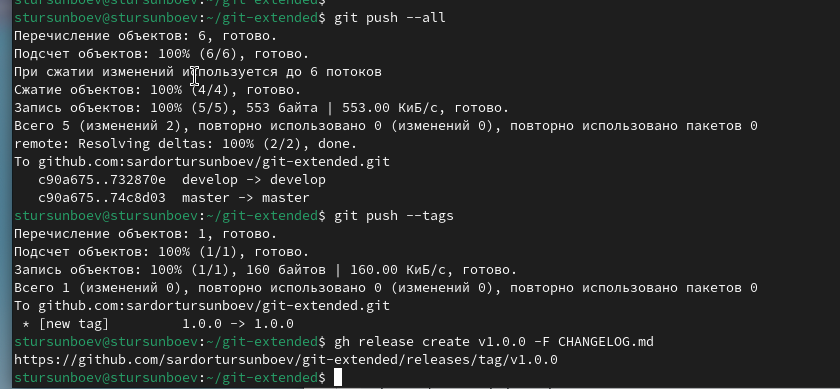 stursunboev@stursunboev:~/git-extended$ git push --all
Перечисление объектов: 6, готово.
Подсчет объектов: 100% (6/6), готово.
При сжатии изменений используется до 6 потоков
Сжатие объектов: 100% (4/4), готово.
Запись объектов: 100% (5/5), 553 байта | 553.00 КиБ/с, готово.
Всего 5 (изменений 2), повторно использовано 0 (изменений 0), повторно использовано пакетов 0
remote: Resolving deltas: 100% (2/2), done.
To github.com:sardortursunboev/git-extended.git
   c90a675..732870e  develop -> develop
   c90a675..74c8d03  master -> master
stursunboev@stursunboev:~/git-extended$ git push --tags
Перечисление объектов: 1, готово.
Подсчет объектов: 100% (1/1), готово.
Запись объектов: 100% (1/1), 160 байтов | 160.00 КиБ/с, готово.
Всего 1 (изменений 0), повторно использовано 0 (изменений 0), повторно использовано пакетов 0
To github.com:sardortursunboev/git-extended.git
 * [new tag]         1.0.0 -> 1.0.0
stursunboev@stursunboev:~/git-extended$ gh release create v1.0.0 -F CHANGELOG.md
https://github.com/sardortursunboev/git-extended/releases/tag/v1.0.0
stursunboev@stursunboev:~/git-extended$